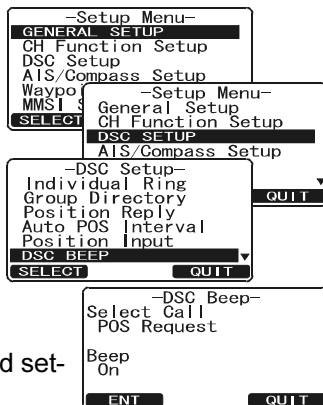 –Setup Menu–
GENERAL SETUP
CH Function Setup
DSC Setup
AIS/Compass Setup
Waypoi
MMSI S
SELECT
–Setup Menu–
General Setup
CH Function Setup
DSC SETUP
AIS/Compass Setup
QUIT
–DSC Setup–
Individual Ring
Group Directory
Position Reply
Auto POS Interval
Position Input
DSC BEEP
SELECT QUIT
–DSC Beep–
Select Call
POS Request
Beep
On
ENT QUIT
d set-